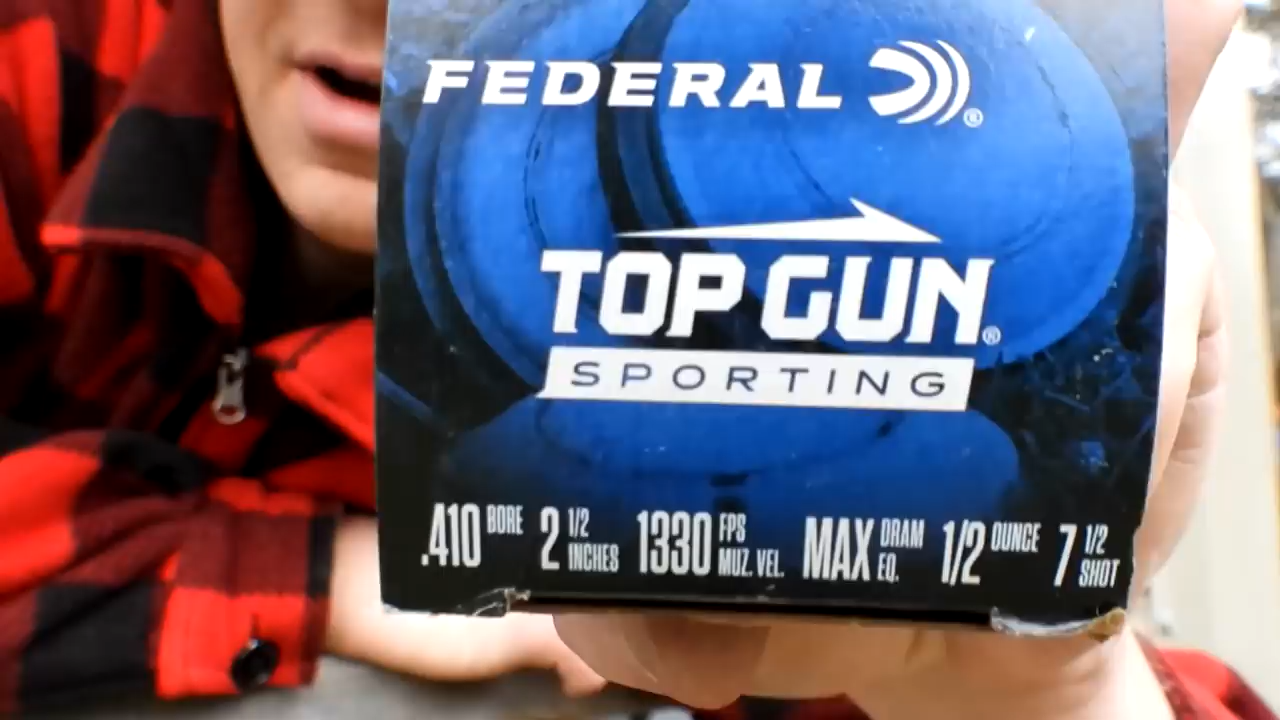 FEDERAL®
TOP GUN®
SPORTING
.410 BORE 2 1/2 INCHES 1330 FPS MUZ. VEL. MAX DRAM EQ. 1/2 OUNCE 7 1/2 SHOT